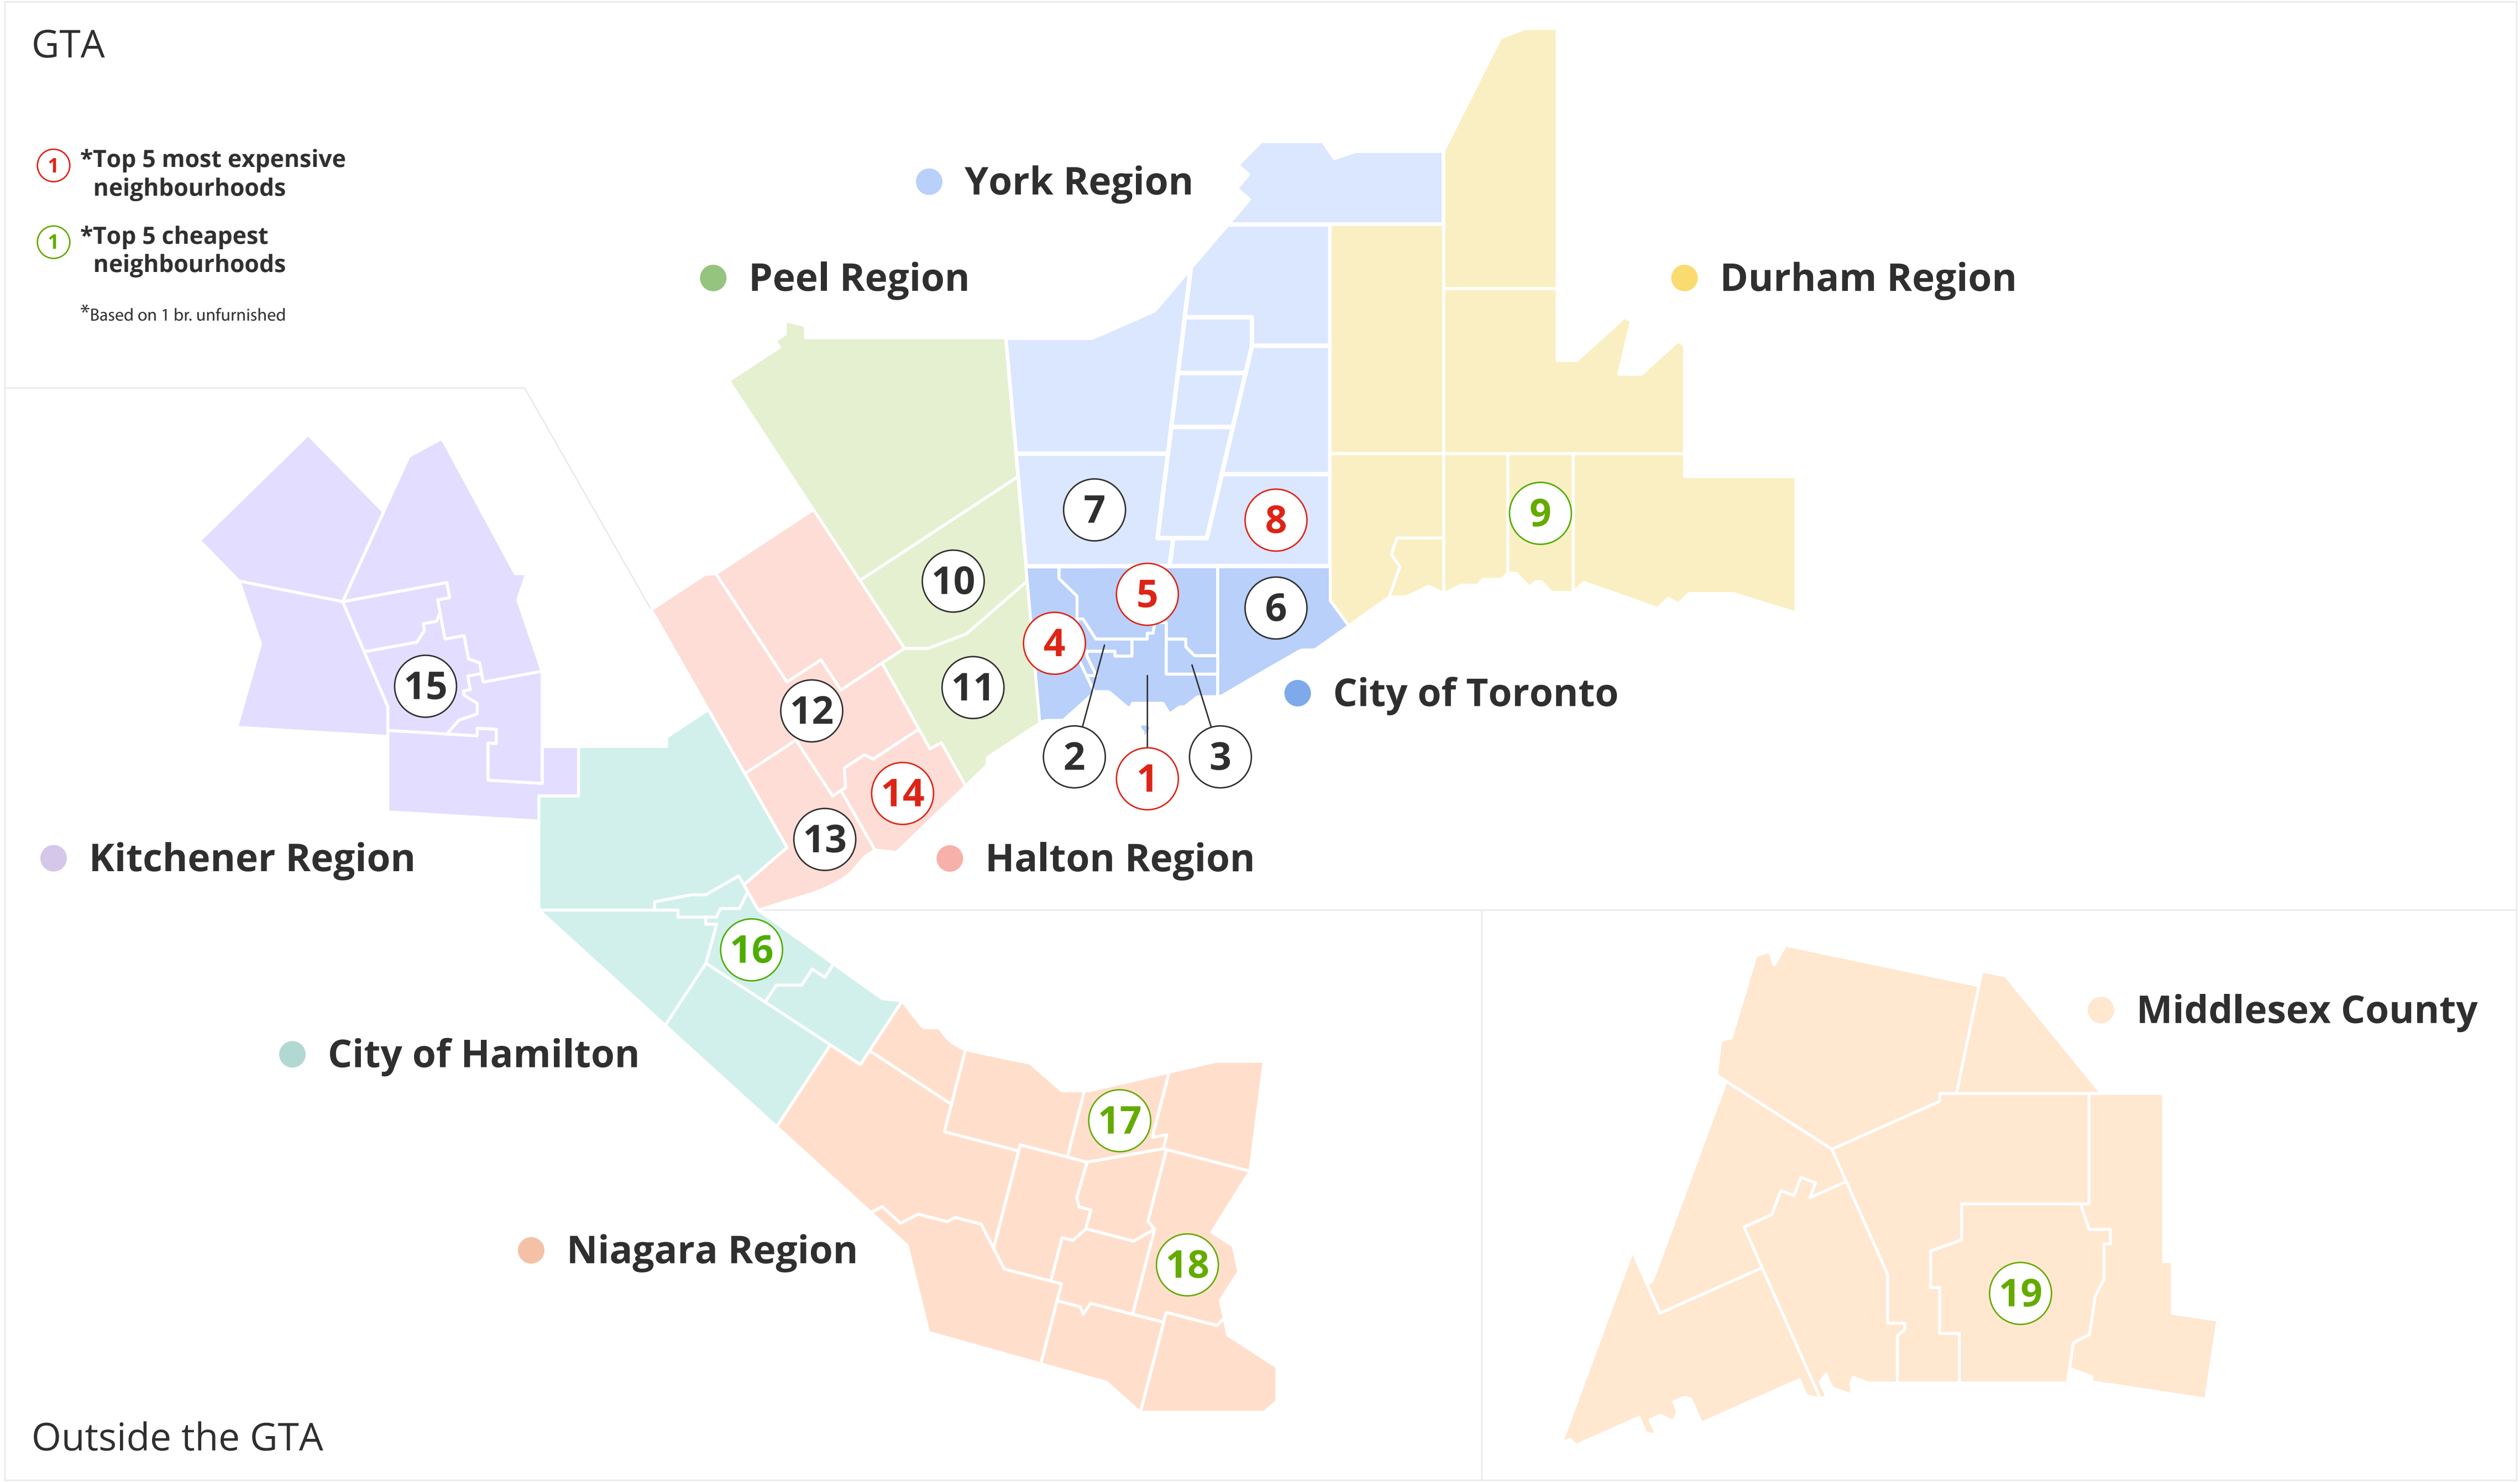 GTA
1 *Top 5 most expensive
neighbourhoods
1 *Top 5 cheapest
neighbourhoods
*Based on 1 br. unfurnished
York Region
Peel Region
Durham Region
7
8
9
10
5
6
4
15
11
City of Toronto
12
2
1
3
14
13
Kitchener Region
Halton Region
16
Middlesex County
City of Hamilton
17
Niagara Region
18
19
Outside the GTA